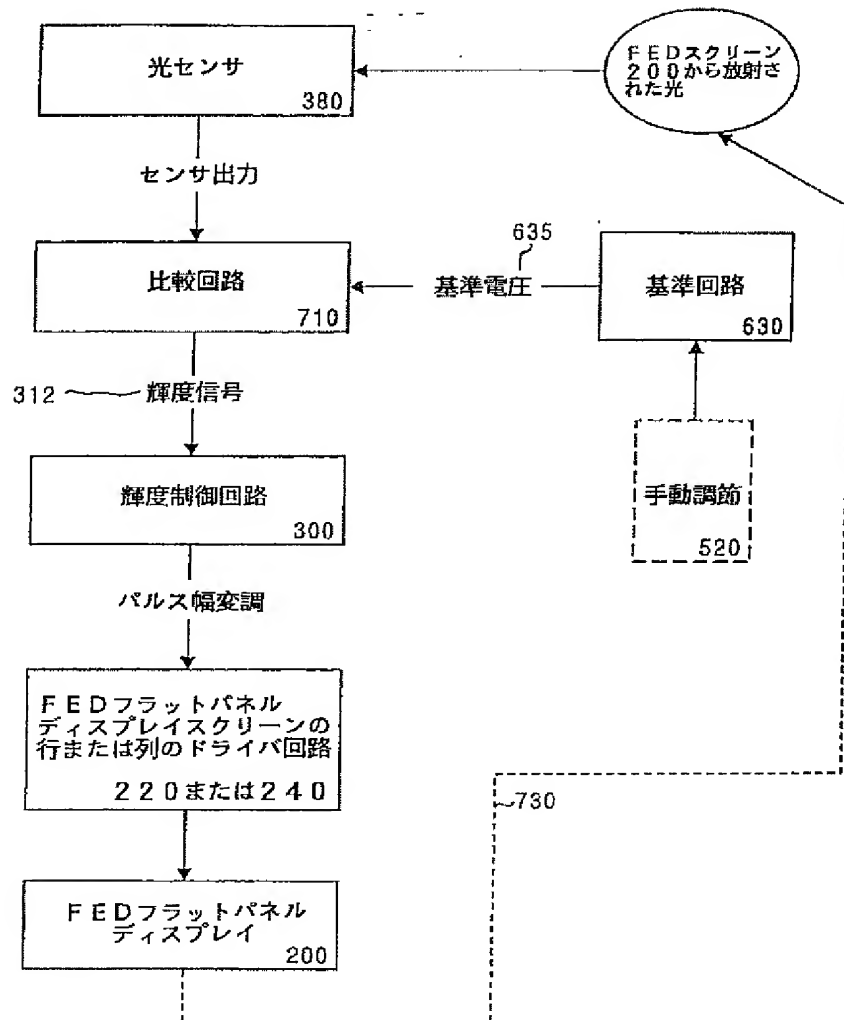 光センサ
380
FEDスクリーン
200から放射さ
れた光
センサ出力
635
比較回路
710
基準電圧
基準回路
630
312
輝度信号
輝度制御回路
300
手動調節
520
パルス幅変調
FEDフラットパネル
ディスプレイスクリーンの
行または列のドライバ回路
220または240
730
FEDフラットパネル
ディスプレイ
200